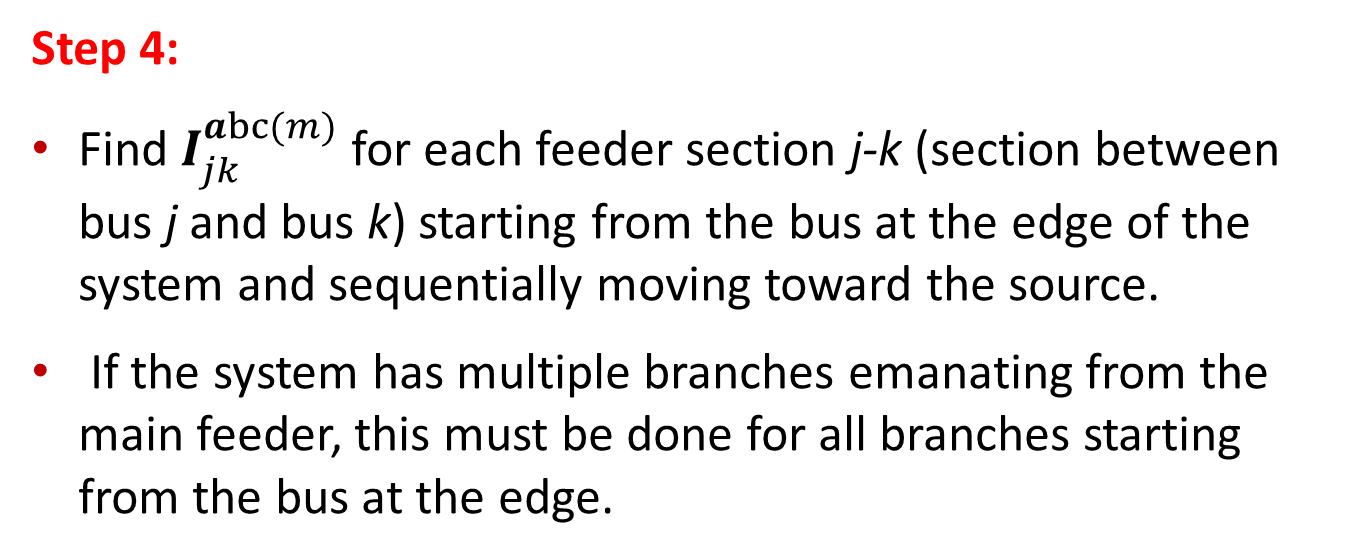 Step 4:
• Find I_{jk}^{abc(m)} for each feeder section j-k (section between
bus j and bus k) starting from the bus at the edge of the
system and sequentially moving toward the source.
• If the system has multiple branches emanating from the
main feeder, this must be done for all branches starting
from the bus at the edge.